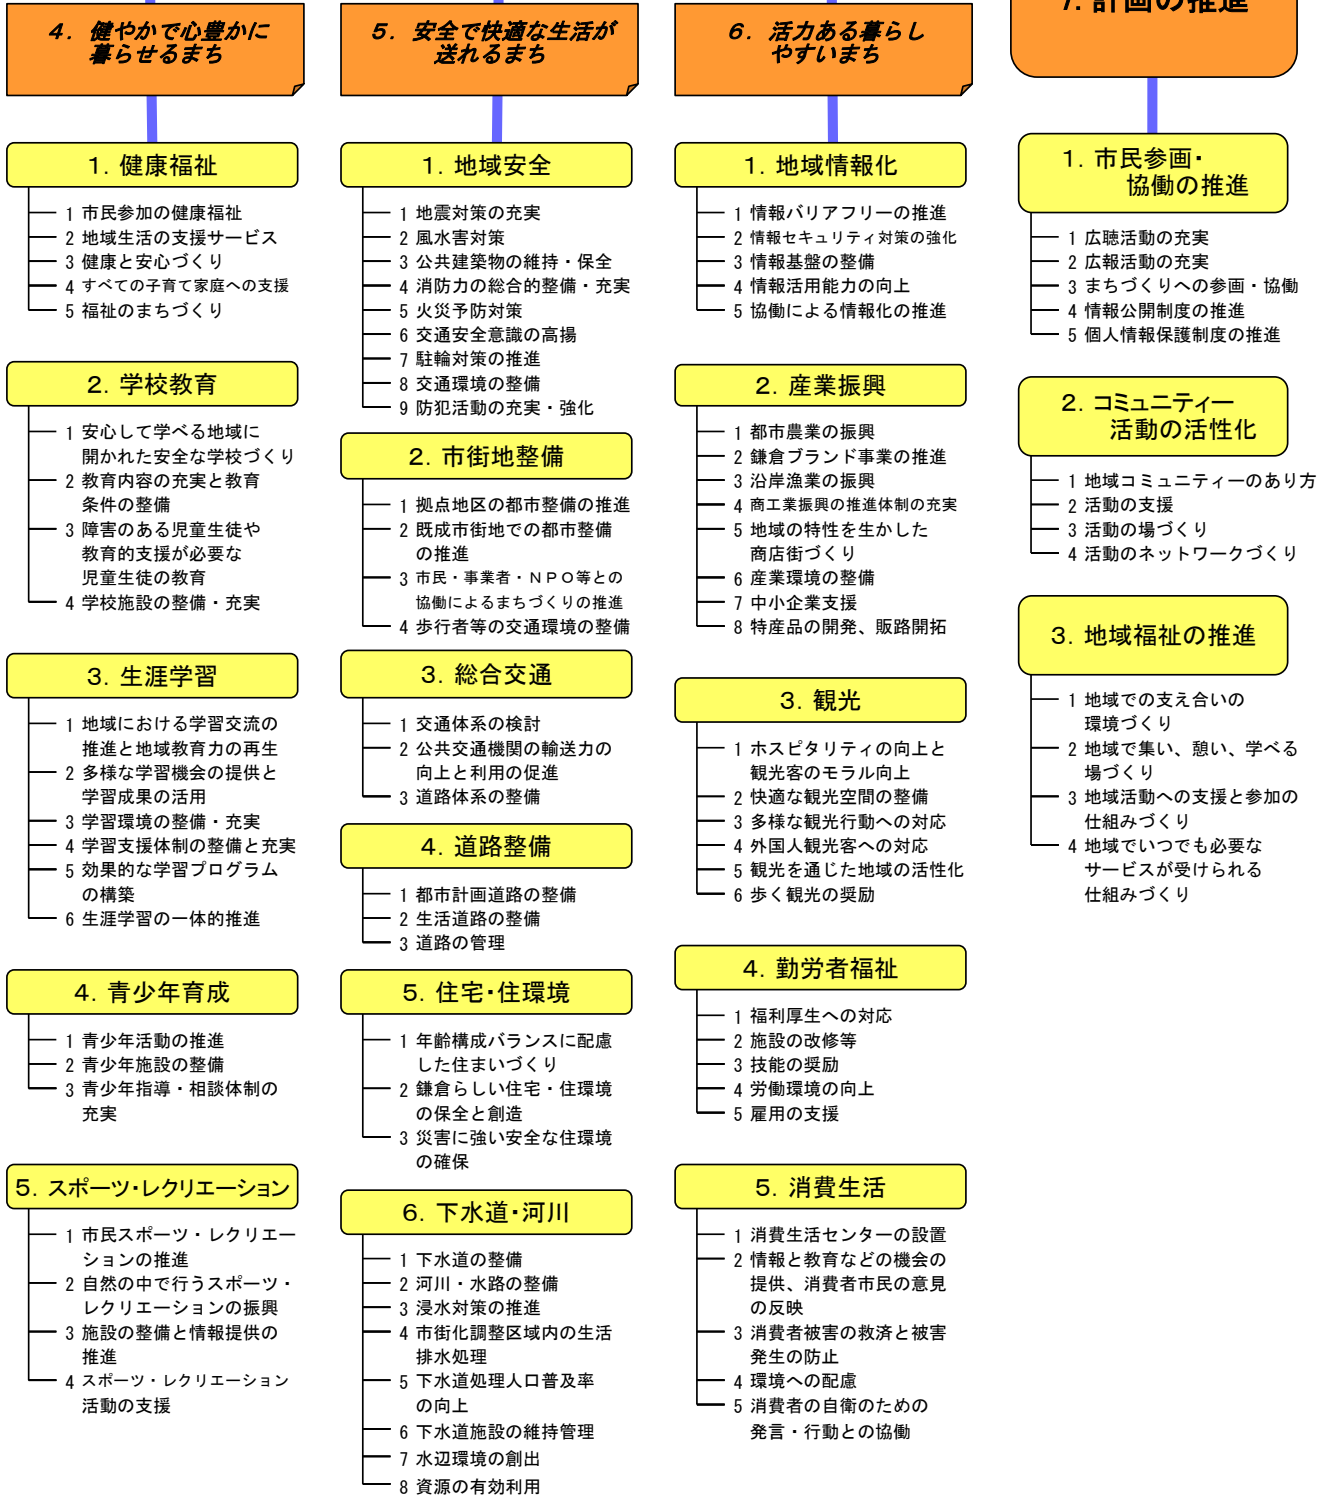 4．健やかで心豊かに
暮らせるまち
1．健康福祉
1 市民参加の健康福祉
2 地域生活の支援サービス
3 健康と安心づくり
4 すべての子育て家庭への支援
5 福祉のまちづくり
2．学校教育
1 安心して学べる地域に
開かれた安全な学校づくり
2 教育内容の充実と教育
条件の整備
3 障害のある児童生徒や
教育的支援が必要な
児童生徒の教育
4 学校施設の整備・充実
3．生涯学習
1 地域における学習交流の
推進と地域教育力の再生
2 多様な学習機会の提供と
学習成果の活用
3 学習環境の整備・充実
4 学習支援体制の整備と充実
5 効果的な学習プログラム
の構築
6 生涯学習の一体的推進
4．青少年育成
1 青少年活動の推進
2 青少年施設の整備
3 青少年指導・相談体制の
充実
5．スポーツ・レクリエーション
1 市民スポーツ・レクリエー
ションの推進
2 自然の中で行うスポーツ・
レクリエーションの振興
3 施設の整備と情報提供の
推進
4 スポーツ・レクリエーション
活動の支援
5．安全で快適な生活が
送れるまち
1．地域安全
1 地震対策の充実
2 風水害対策
3 公共建築物の維持・保全
4 消防力の総合的整備・充実
5 火災予防対策
6 交通安全意識の高揚
7 駐輪対策の推進
8 交通環境の整備
9 防犯活動の充実・強化
2．市街地整備
1 拠点地区の都市整備の推進
2 既成市街地での都市整備
の推進
3 市民・事業者・ＮＰＯ等との
協働によるまちづくりの推進
4 歩行者等の交通環境の整備
3．総合交通
1 交通体系の検討
2 公共交通機関の輸送力の
向上と利用の促進
3 道路体系の整備
4．道路整備
1 都市計画道路の整備
2 生活道路の整備
3 道路の管理
5．住宅・住環境
1 年齢構成バランスに配慮
した住まいづくり
2 鎌倉らしい住宅・住環境
の保全と創造
3 災害に強い安全な住環境
の確保
6．下水道・河川
1 下水道の整備
2 河川・水路の整備
3 浸水対策の推進
4 市街化調整区域内の生活
排水処理
5 下水道処理人口普及率
の向上
6 下水道施設の維持管理
7 水辺環境の創出
8 資源の有効利用
6．活力ある暮らし
やすいまち
1．地域情報化
1 情報バリアフリーの推進
2 情報セキュリティ対策の強化
3 情報基盤の整備
4 情報活用能力の向上
5 協働による情報化の推進
2．産業振興
1 都市農業の振興
2 鎌倉ブランド事業の推進
3 沿岸漁業の振興
4 商工業振興の推進体制の充実
5 地域の特性を生かした
商店街づくり
6 産業環境の整備
7 中小企業支援
8 特産品の開発、販路開拓
3．観光
1 ホスピタリティの向上と
観光客のモラル向上
2 快適な観光空間の整備
3 多様な観光行動への対応
4 外国人観光客への対応
5 観光を通じた地域の活性化
6 歩く観光の奨励
4．勤労者福祉
1 福利厚生への対応
2 施設の改修等
3 技能の奨励
4 労働環境の向上
5 雇用の支援
5．消費生活
1 消費生活センターの設置
2 情報と教育などの機会の
提供、消費者市民の意見
の反映
3 消費者被害の救済と被害
発生の防止
4 環境への配慮
5 消費者の自衛のための
発言・行動との協働
7．計画の推進
1．市民参画・
協働の推進
1 広聴活動の充実
2 広報活動の充実
3 まちづくりへの参画・協働
4 情報公開制度の推進
5 個人情報保護制度の推進
2．コミュニティー
活動の活性化
1 地域コミュニティーのあり方
2 活動の支援
3 活動の場づくり
4 活動のネットワークづくり
3．地域福祉の推進
1 地域での支え合いの
環境づくり
2 地域で集い、憩い、学べる
場づくり
3 地域活動への支援と参加の
仕組みづくり
4 地域でいつでも必要な
サービスが受けられる
仕組みづくり